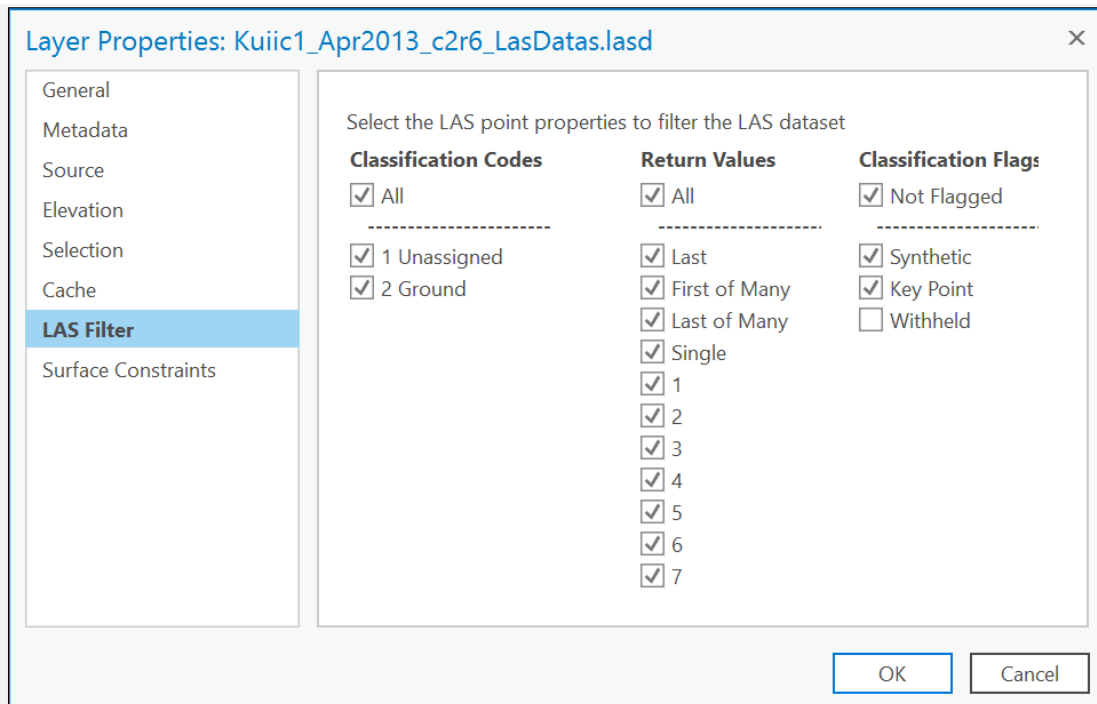 Layer Properties: Kuiic1_Apr2013_c2r6_LasDatas.lasd
General
Metadata
Source
Elevation
Selection
Cache
LAS Filter
Surface Constraints
Select the LAS point properties to filter the LAS dataset
Classification Codes
All
1 Unassigned
2 Ground
Return Values
All
Last
First of Many
Last of Many
Single
1
2
3
4
5
6
7
Classification Flags
Not Flagged
Synthetic
Key Point
Withheld
OK
Cancel